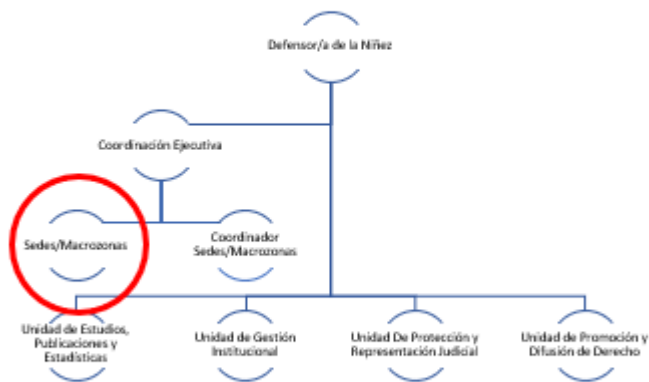 Defensor/a de la Niñez
Coordinación Ejecutiva
Sedes/Macrozonas
Coordinador
Sedes/Macrozonas
Unidad de Estudios,
Publicaciones y
Estadísticas
Unidad de Gestión
Institucional
Unidad De Protección y
Representación Judicial
Unidad de Promoción y
Difusión de Derecho